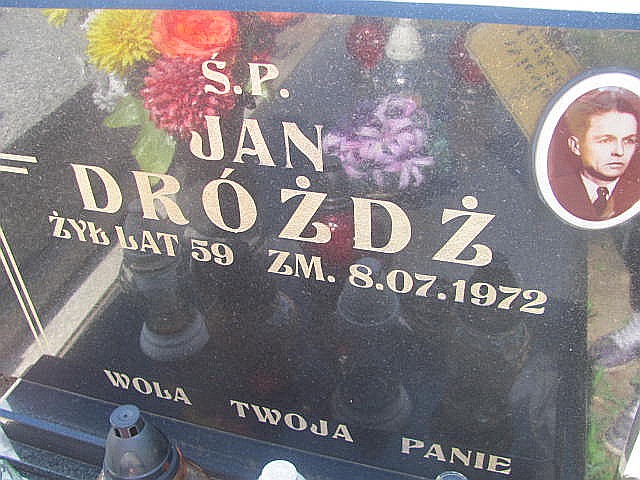 Ś.P.
JAN
DRÓŻDŻ
ŻYŁ LAT 59 ZM. 8.07.1972
WOLA TWOJA PANIE